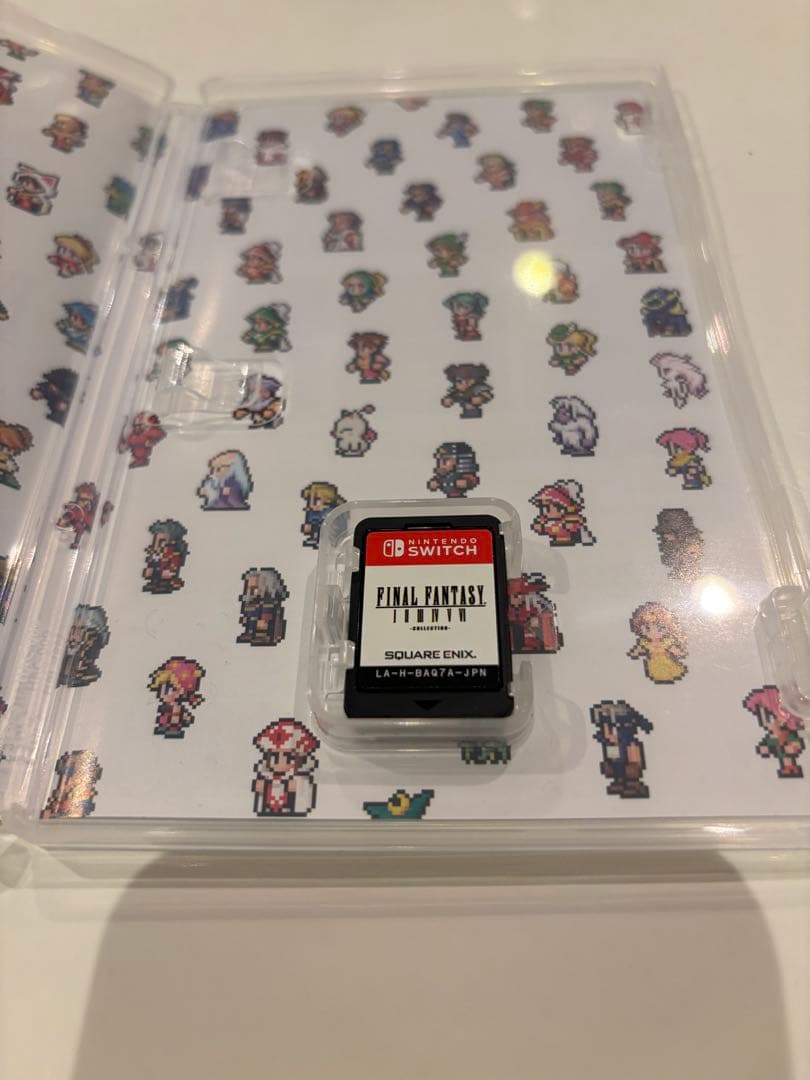 NINTENDO
SWITCH
FINAL FANTASY
I II III IV V VI
-COLLECTION-
SQUARE ENIX.
LA-H-BAQ7A-JPN